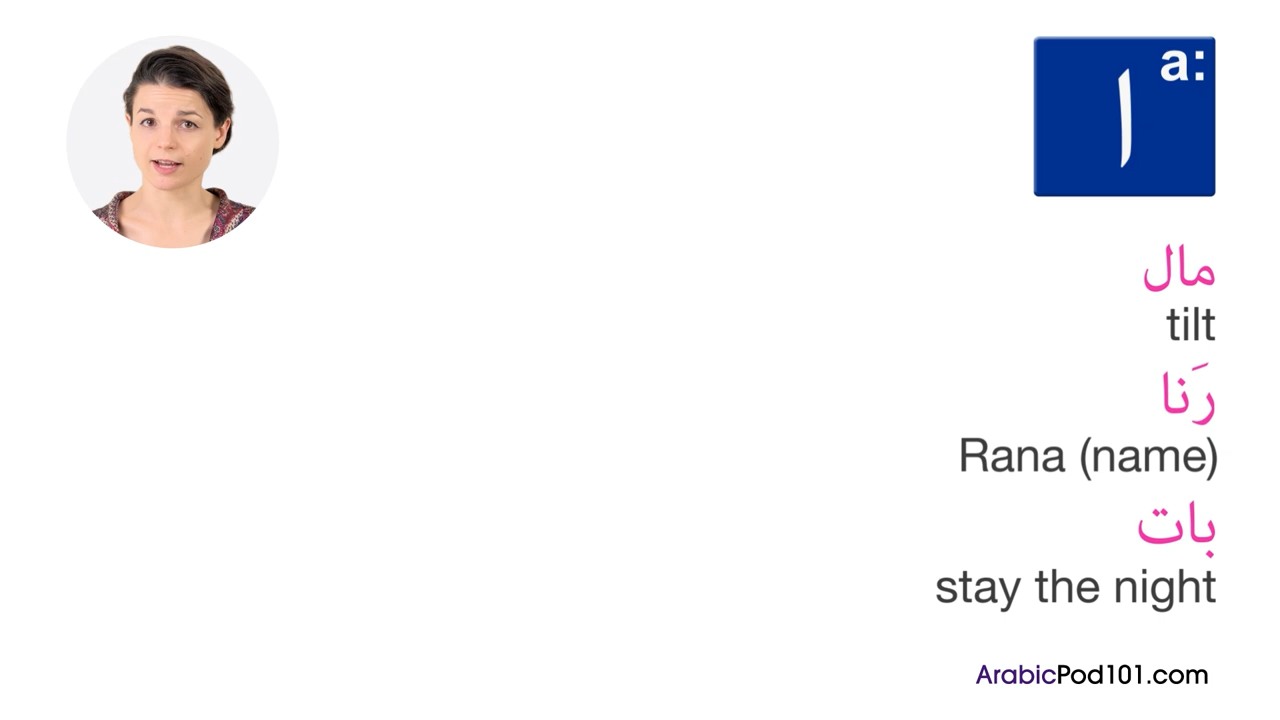 a:
ا
مال
tilt
رَنا
Rana (name)
بات
stay the night
ArabicPod101.com